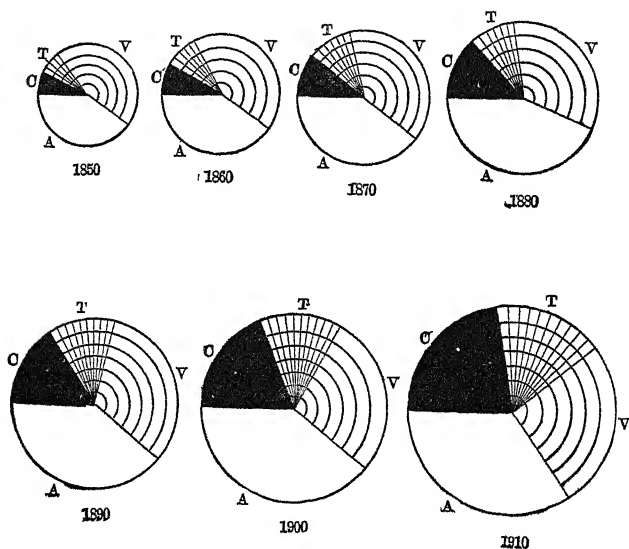 T V C A 1850
T V C A 1860
T V C A 1870
T V C A 1880
T C V A 1890
T C V A 1900
T C V A 1910